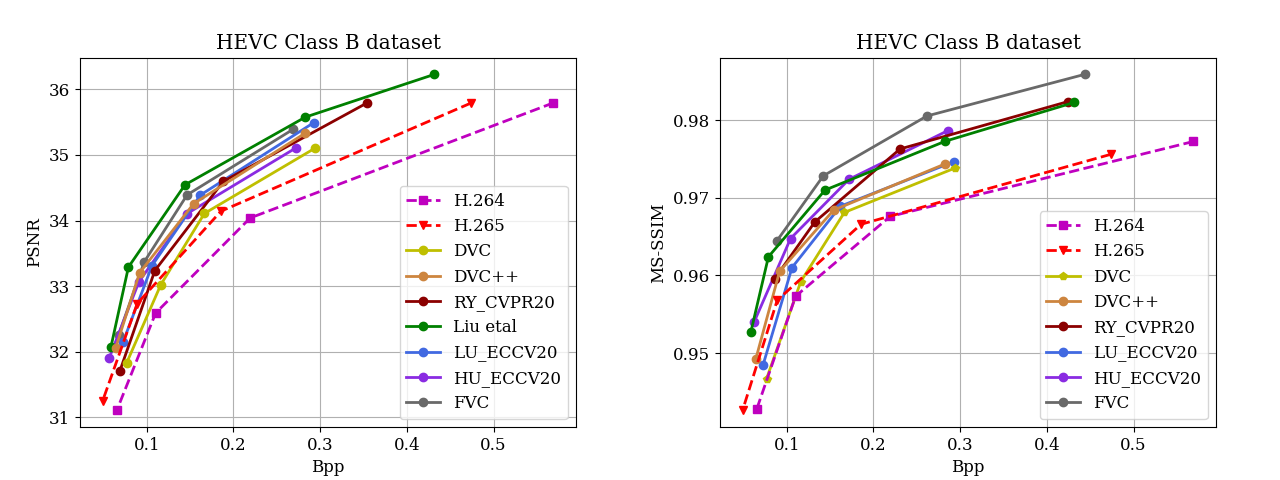 HEVC Class B dataset
PSNR
36
35
34
33
32
31
0.1 0.2 0.3 0.4 0.5
Bpp
H.264
H.265
DVC
DVC++
RY_CVPR20
Liu etal
LU_ECCV20
HU_ECCV20
FVC
HEVC Class B dataset
MS-SSIM
0.98
0.97
0.96
0.95
0.1 0.2 0.3 0.4 0.5
Bpp
H.264
H.265
DVC
DVC++
RY_CVPR20
Liu etal
LU_ECCV20
HU_ECCV20
FVC